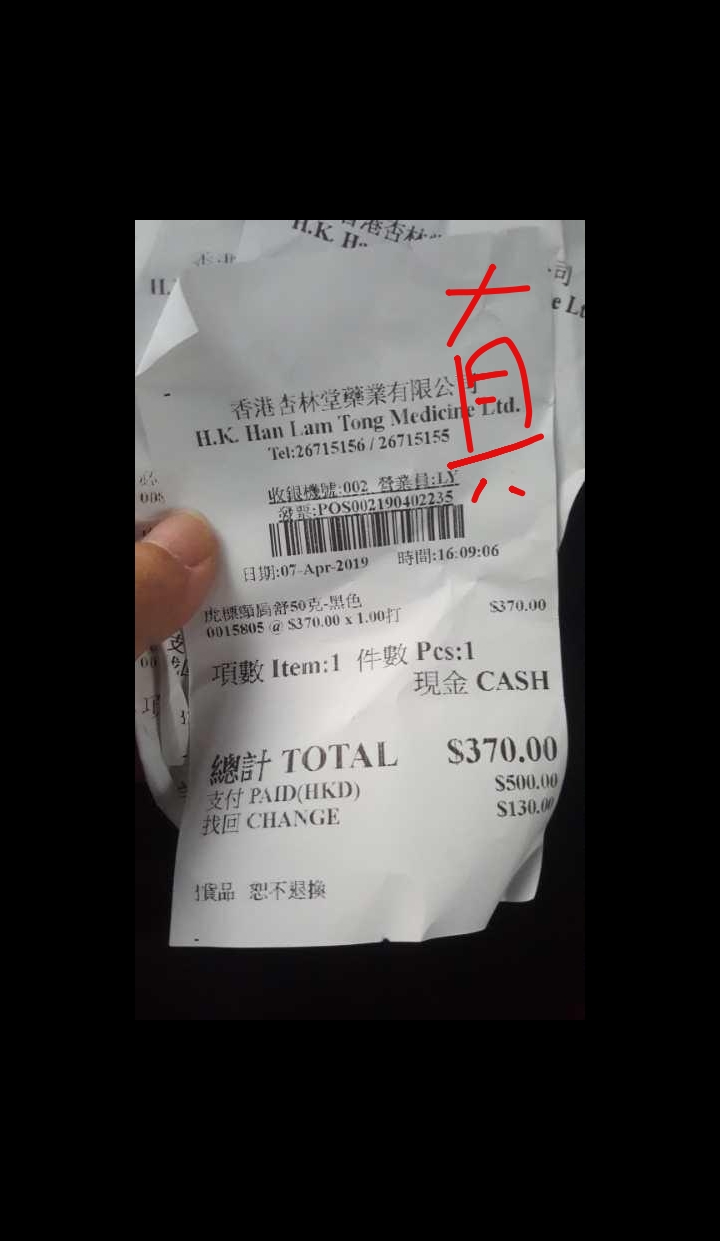 真
香港杏林堂藥業有限公司
H.K. Han Lam Tong Medicine Ltd.
Tel:26715156 / 26715155
收銀機號:002 營業員:LY
發票:POS002190402235
日期:07-Apr-2019 時間:16:09:06
虎標頸肩舒50克-黑色 $370.00
0015805 @ $370.00 x 1.00打
項數 Item:1 件數 Pcs:1
現金 CASH
總計 TOTAL $370.00
支付 PAID(HKD) $500.00
找回 CHANGE $130.00
貨品 恕不退換